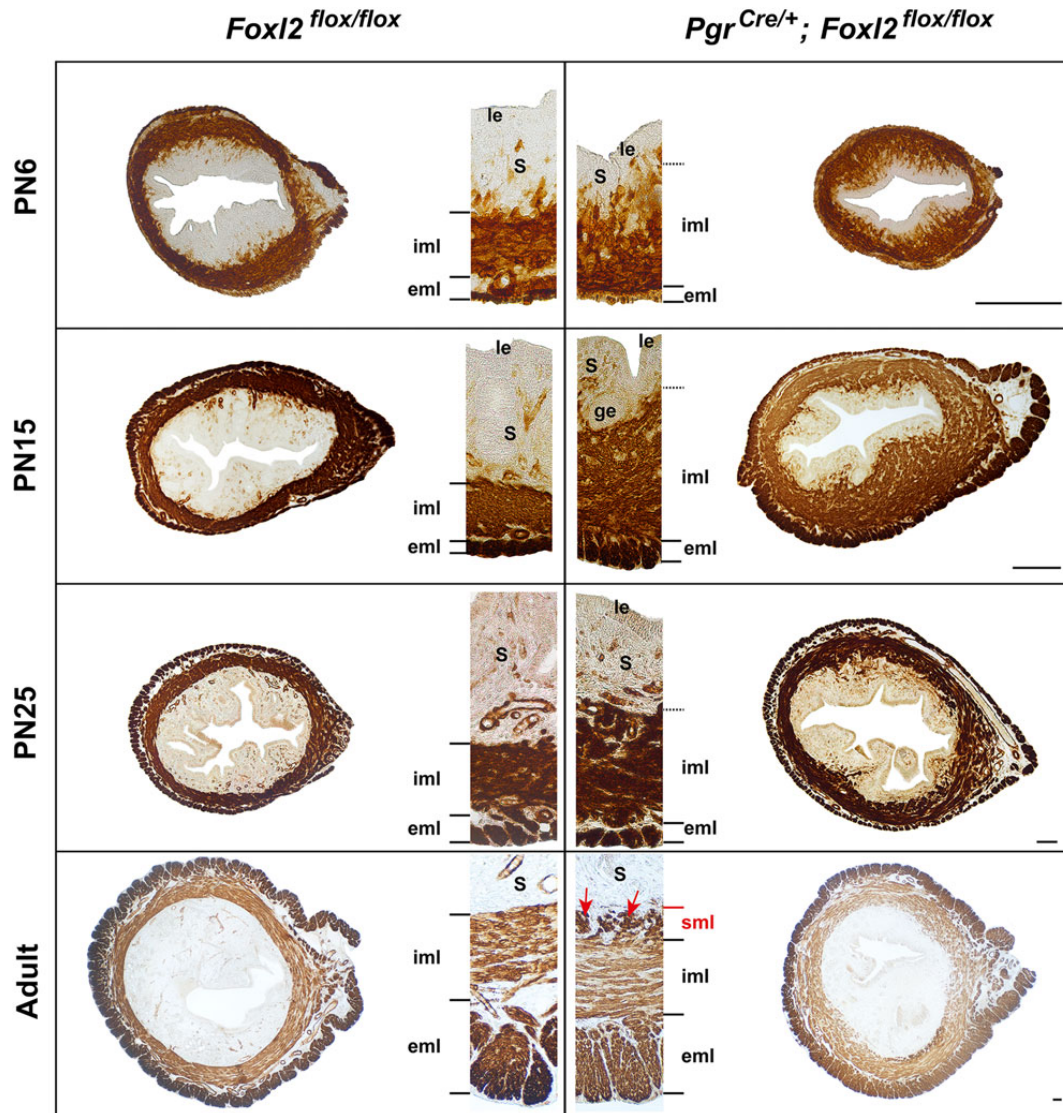 Foxl2 flox/flox
Pgr Cre/+; Foxl2 flox/flox
PN6
le
S
iml
eml
le
S
iml
eml
PN15
le
S
iml
eml
le
S
ge
iml
eml
PN25
S
iml
eml
le
S
iml
eml
Adult
S
iml
eml
S
sml
iml
eml